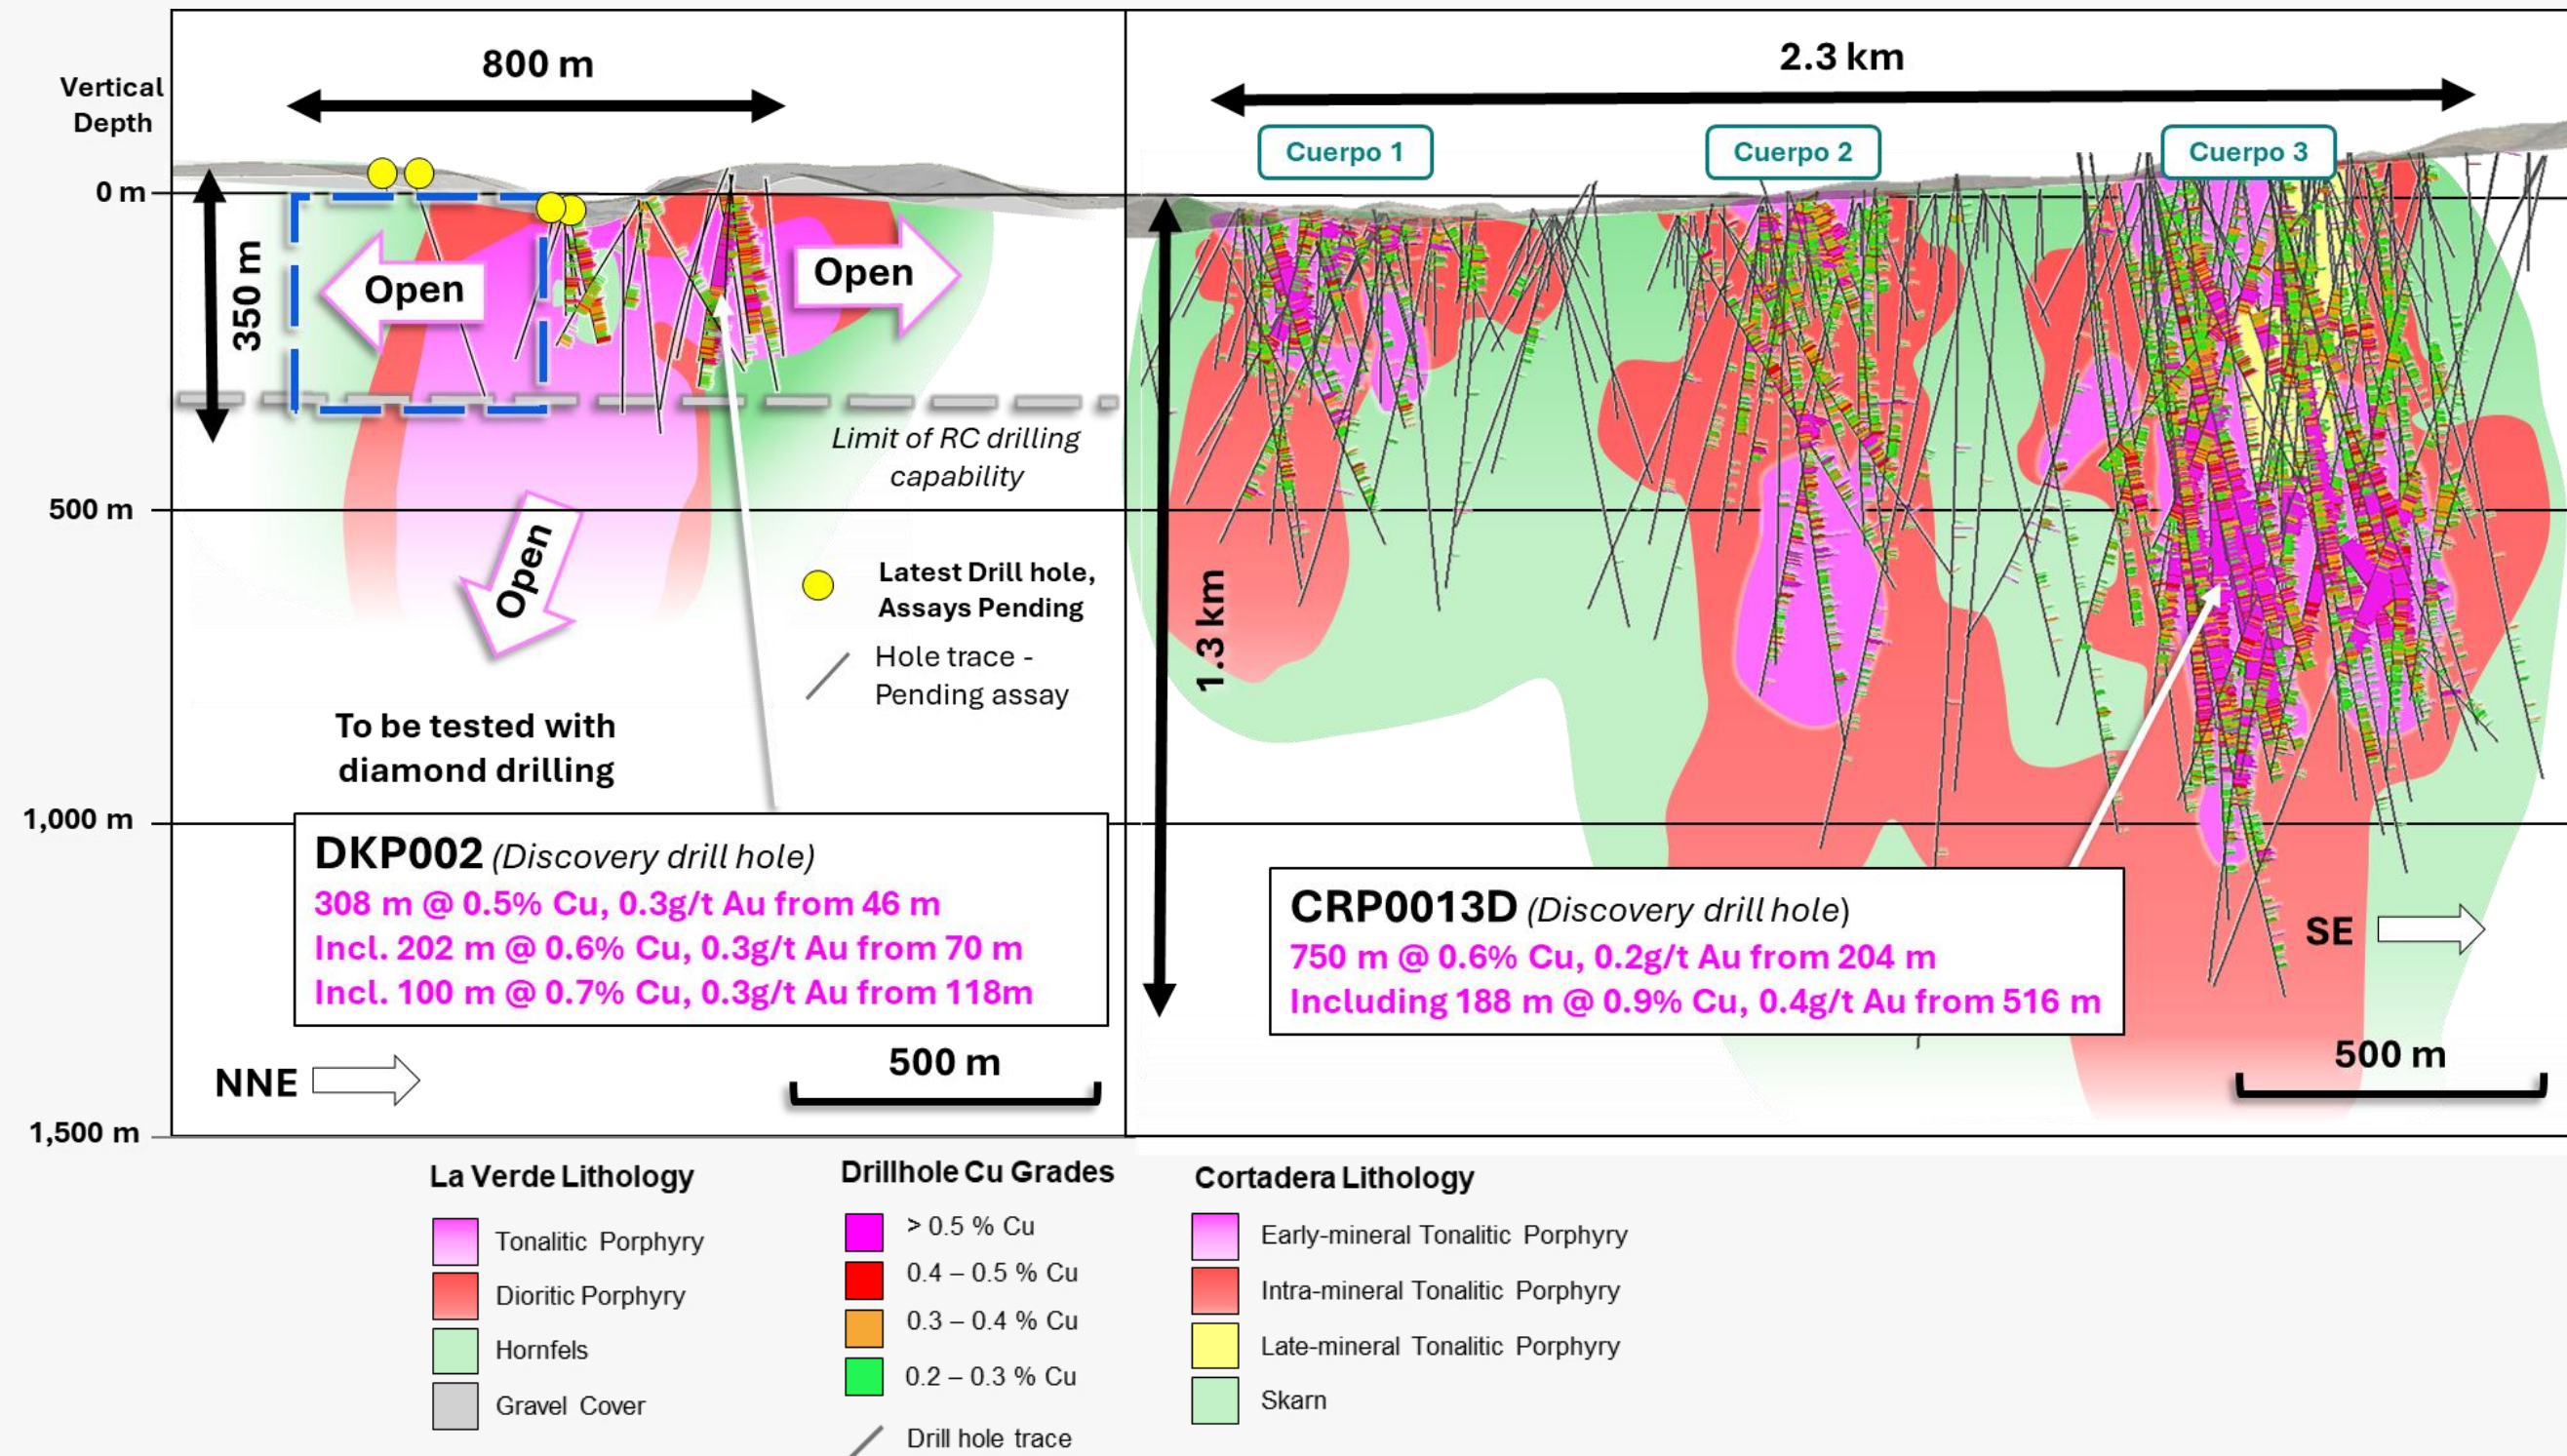 Vertical
Depth
0 m
500 m
1,000 m
1,500 m
800 m
350 m
Open
Open
Open
Limit of RC drilling
capability
Latest Drill hole,
Assays Pending
Hole trace -
Pending assay
To be tested with
diamond drilling
DKP002 (Discovery drill hole)
308 m @ 0.5% Cu, 0.3g/t Au from 46 m
Incl. 202 m @ 0.6% Cu, 0.3g/t Au from 70 m
Incl. 100 m @ 0.7% Cu, 0.3g/t Au from 118m
NNE
500 m
2.3 km
Cuerpo 1
Cuerpo 2
Cuerpo 3
1.3 km
CRP0013D (Discovery drill hole)
750 m @ 0.6% Cu, 0.2g/t Au from 204 m
Including 188 m @ 0.9% Cu, 0.4g/t Au from 516 m
SE
500 m
La Verde Lithology
Tonalitic Porphyry
Dioritic Porphyry
Hornfels
Gravel Cover
Drillhole Cu Grades
> 0.5 % Cu
0.4 – 0.5 % Cu
0.3 – 0.4 % Cu
0.2 – 0.3 % Cu
Drill hole trace
Cortadera Lithology
Early-mineral Tonalitic Porphyry
Intra-mineral Tonalitic Porphyry
Late-mineral Tonalitic Porphyry
Skarn